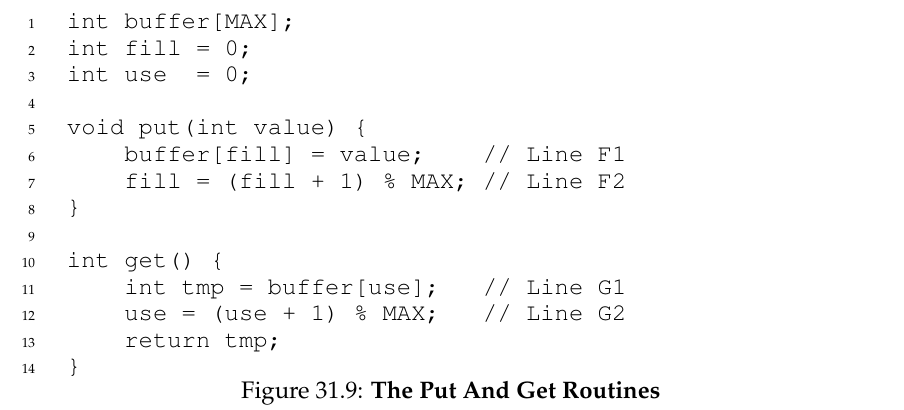 1 int buffer[MAX];
2 int fill = 0;
3 int use  = 0;
4
5 void put(int value) {
6     buffer[fill] = value;    // Line F1
7     fill = (fill + 1) % MAX; // Line F2
8 }
9
10 int get() {
11     int tmp = buffer[use];   // Line G1
12     use = (use + 1) % MAX;   // Line G2
13     return tmp;
14 }
Figure 31.9: The Put And Get Routines